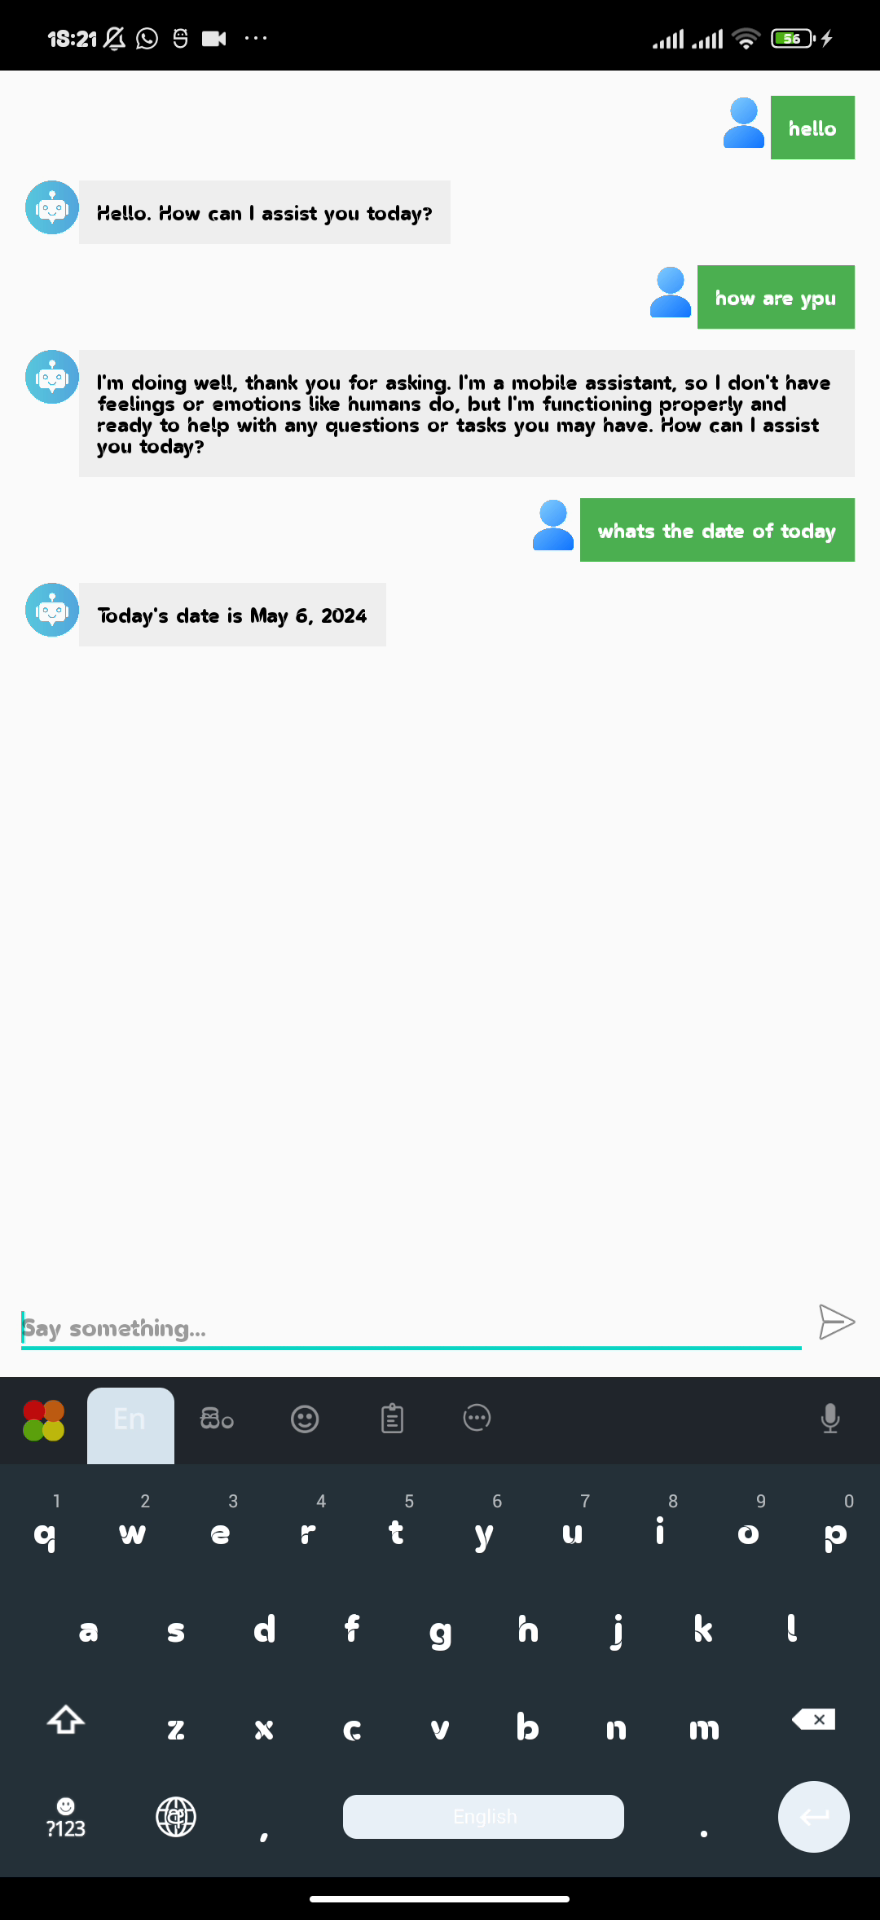 18:21
56
hello
Hello. How can I assist you today?
how are ypu
I'm doing well, thank you for asking. I'm a mobile assistant, so I don't have
feelings or emotions like humans do, but I'm functioning properly and
ready to help with any questions or tasks you may have. How can I assist
you today?
whats the date of today
Today's date is May 6, 2024
Say something...
En සිං
1 2 3 4 5 6 7 8 9 0
q w e r t y u i o p
a s d f g h j k l
z x c v b n m
?123 , English .